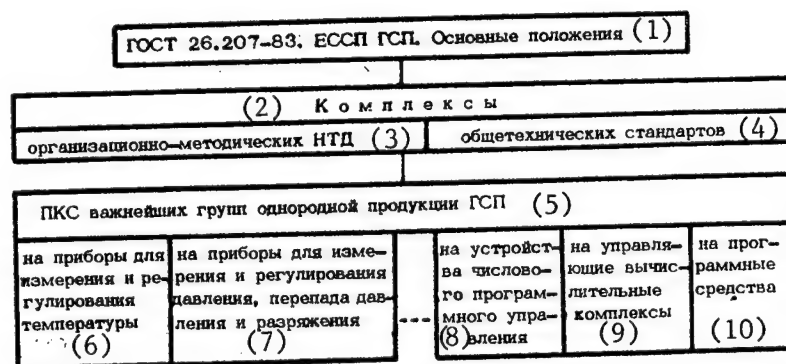 ГОСТ 26.207-83. ЕССП ГСП. Основные положения (1)
(2) Комплексы
организационно-методических НТД (3)
общетехнических стандартов (4)
ПКС важнейших групп однородной продукции ГСП (5)
на приборы для
измерения и ре-
гулирования
температуры
(6)
на приборы для изме-
рения и регулирования
давления, перепада дав-
ления и разряжения
(7)
на устройст-
ва числово-
го програм-
много упра-
(8) вления
на управля-
ющие вычис-
лительные
комплексы
(9)
на прог-
раммные
средства
(10)